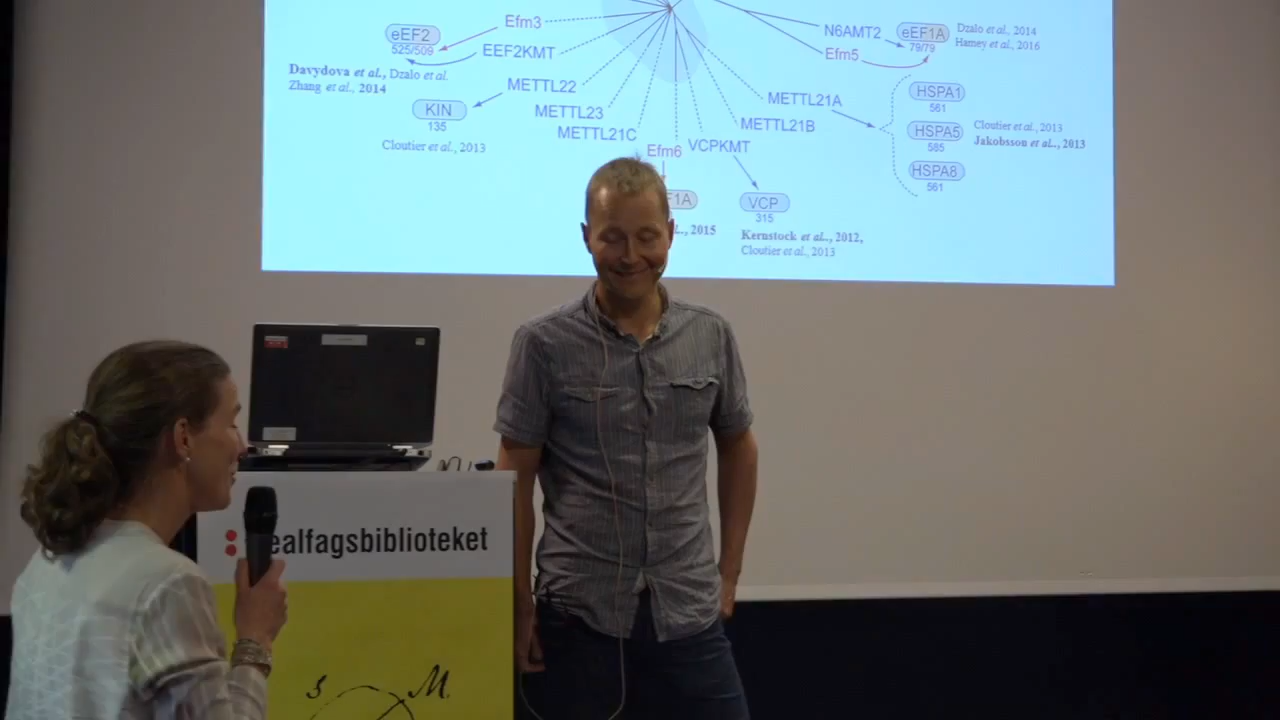 Efm3
eEF2
525/509
EEF2KMT
Davydova et al., Dzalo et al.
Zhang et al., 2014
METTL22
KIN
135
Cloutier et al., 2013
METTL23
METTL21C
Efm6
F1A
2015
VCPKMT
VCP
315
Kernstock et al.., 2012,
Cloutier et al., 2013
METTL21B
METTL21A
N6AMT2
Efm5
eEF1A
79/79
Dzalo et al., 2014
Hamey et al., 2016
HSPA1
561
HSPA5
585
Cloutier et al., 2013
Jakobsson et al.., 2013
HSPA8
561
ealfagsbiblioteket
S M